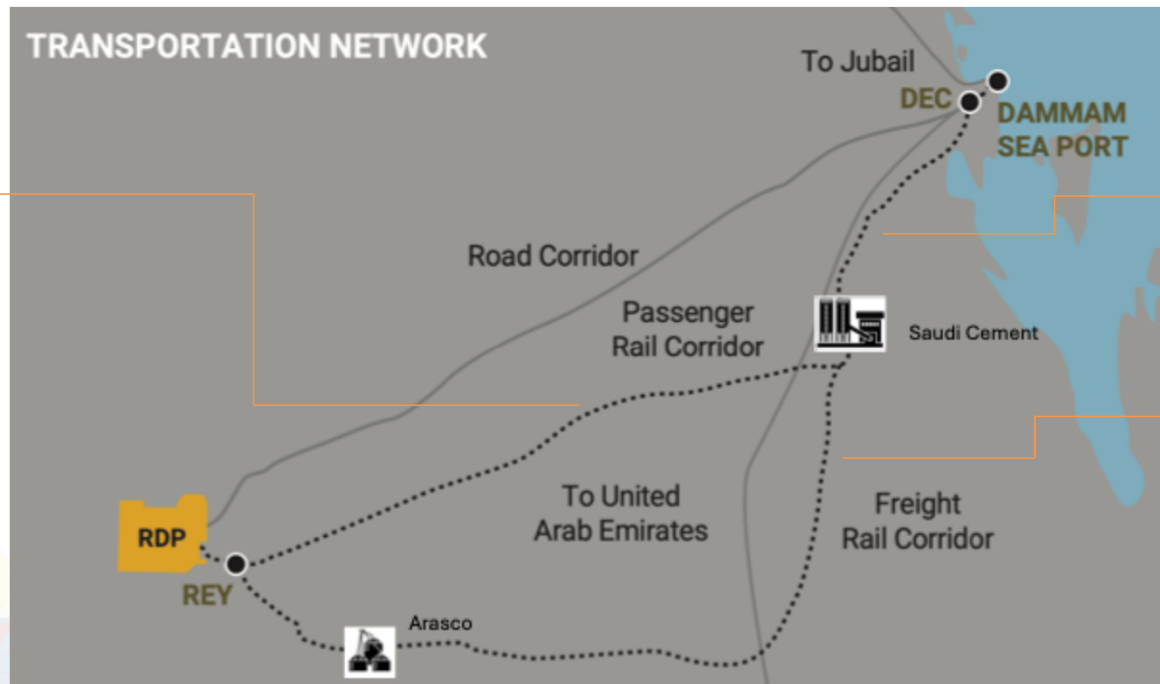 TRANSPORTATION NETWORK
To Jubail
DEC
DAMMAM
SEA PORT
Road Corridor
Passenger
Rail Corridor
Saudi Cement
To United
Arab Emirates
Freight
Rail Corridor
RDP
REY
Arasco